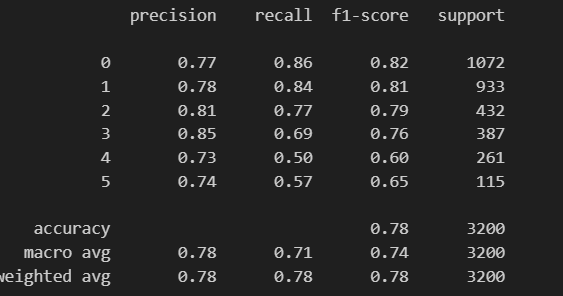 precision recall f1-score support
0 0.77 0.86 0.82 1072
1 0.78 0.84 0.81 933
2 0.81 0.77 0.79 432
3 0.85 0.69 0.76 387
4 0.73 0.50 0.60 261
5 0.74 0.57 0.65 115
accuracy 0.78 3200
macro avg 0.78 0.71 0.74 3200
weighted avg 0.78 0.78 0.78 3200